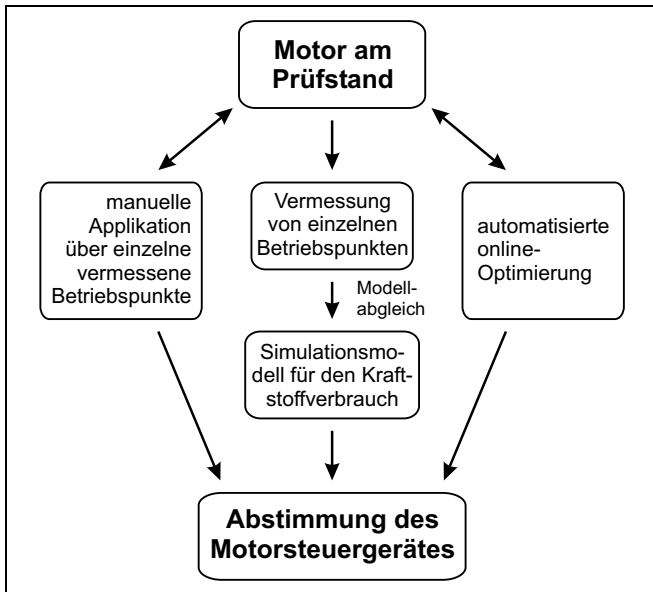 Motor am
Prüfstand
manuelle
Applikation
über einzelne
vermessene
Betriebspunkte
Vermessung
von einzelnen
Betriebspunkten
automatisierte
online-
Optimierung
Modell-
abgleich
Simulationsmo-
dell für den Kraft-
stoffverbrauch
Abstimmung des
Motorsteuergerätes